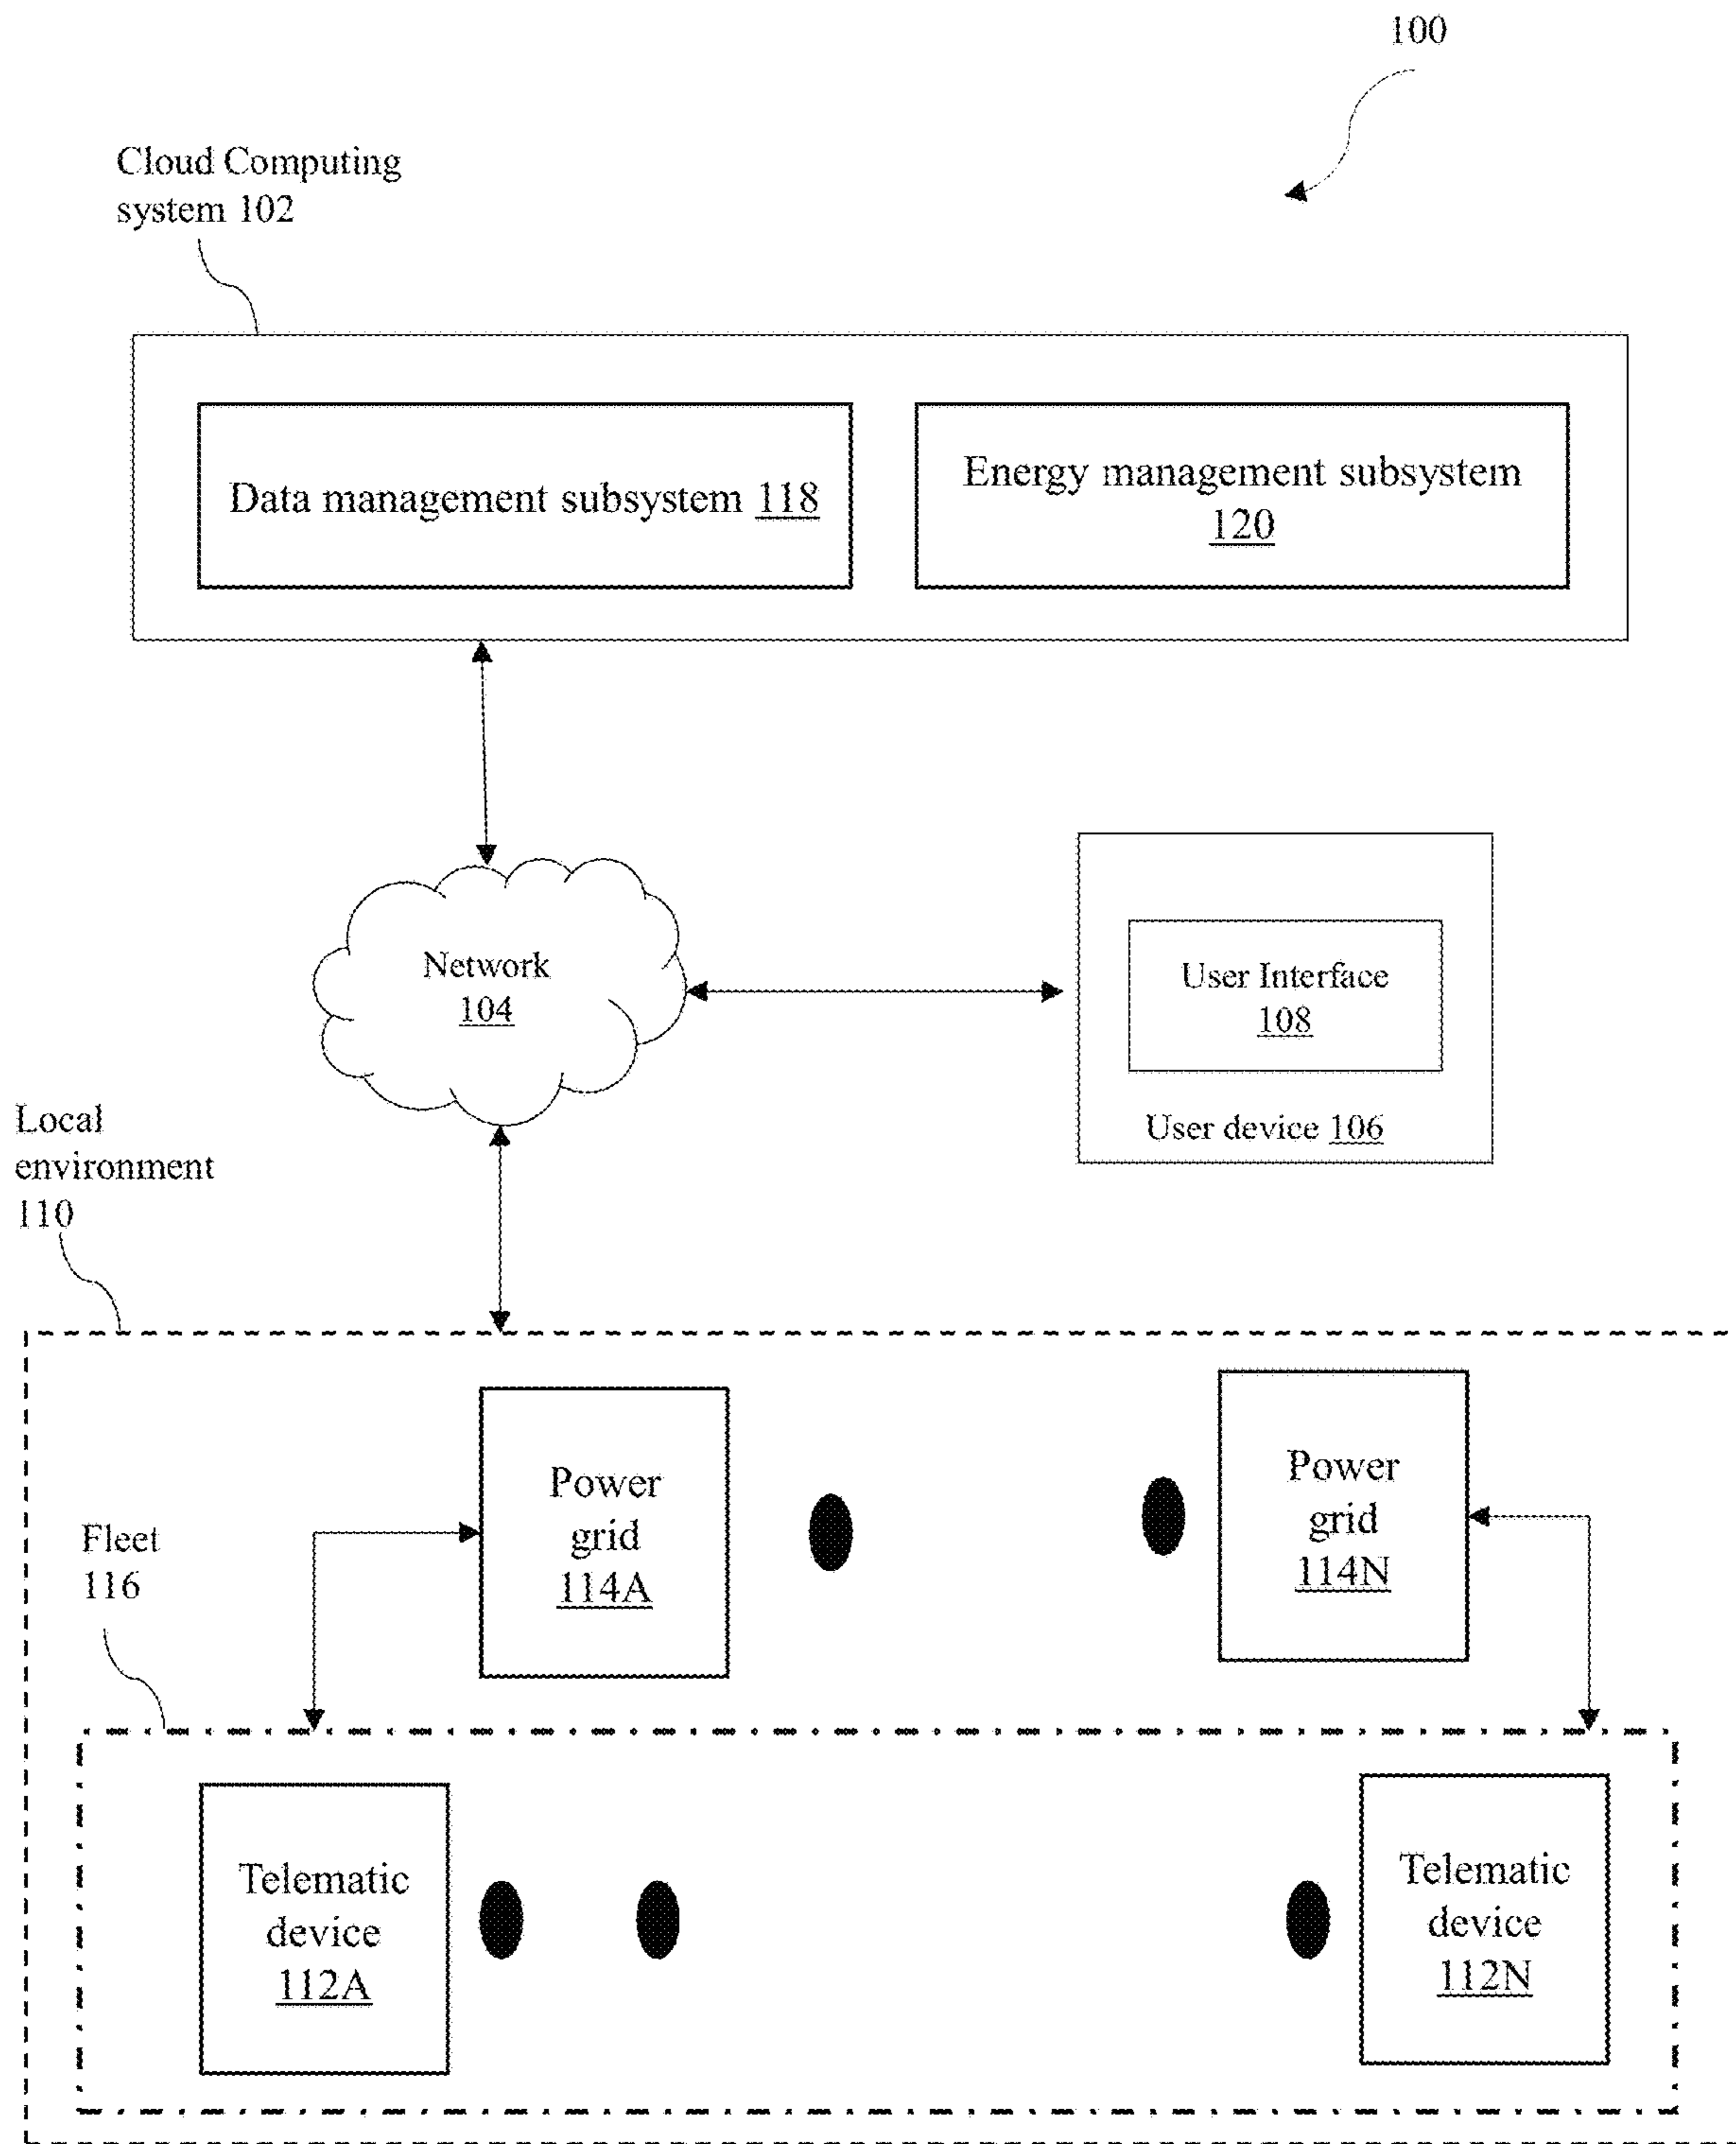 100
Cloud Computing
system 102
Data management subsystem 118
Energy management subsystem
120
Network
104
User Interface
108
User device 106
Local
environment
110
Power
grid
114A
Power
grid
114N
Fleet
116
Telematic
device
112A
Telematic
device
112N